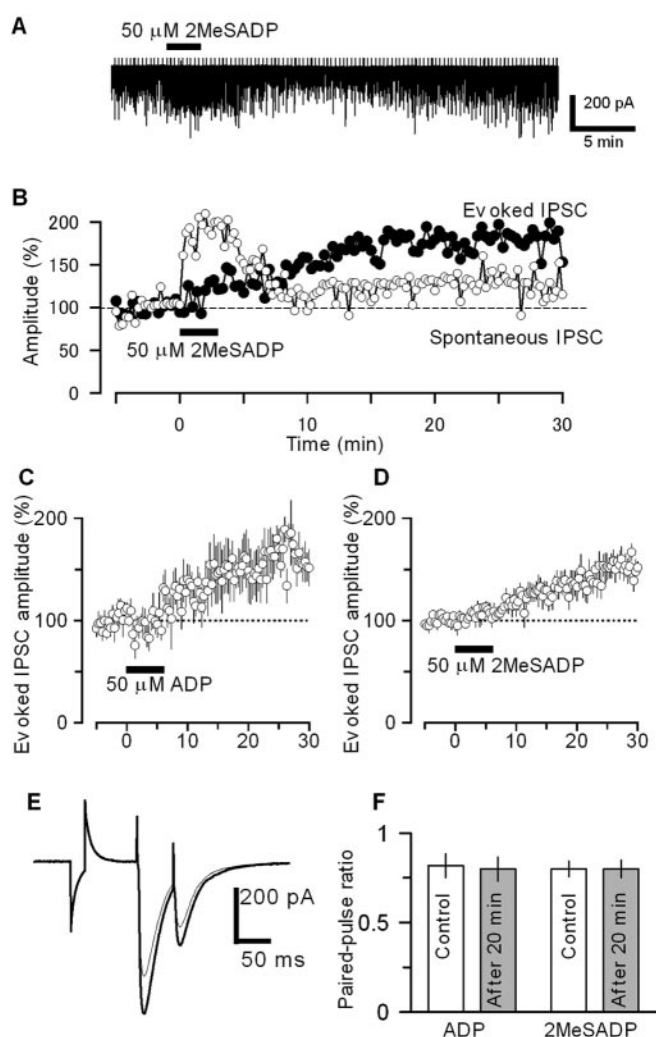 A
50 μM 2MeSADP
200 pA
5 min
B
Amplitude (%)
200
150
100
50
0
Evoked IPSC
50 μM 2MeSADP
Spontaneous IPSC
0
10
20
30
Time (min)
C
Evoked IPSC amplitude (%)
200
100
0
50 μM ADP
0
10
20
30
D
Evoked IPSC amplitude (%)
200
100
0
50 μM 2MeSADP
0
10
20
30
E
200 pA
50 ms
F
Paired-pulse ratio
1
0.5
0
Control
After 20 min
Control
After 20 min
ADP
2MeSADP